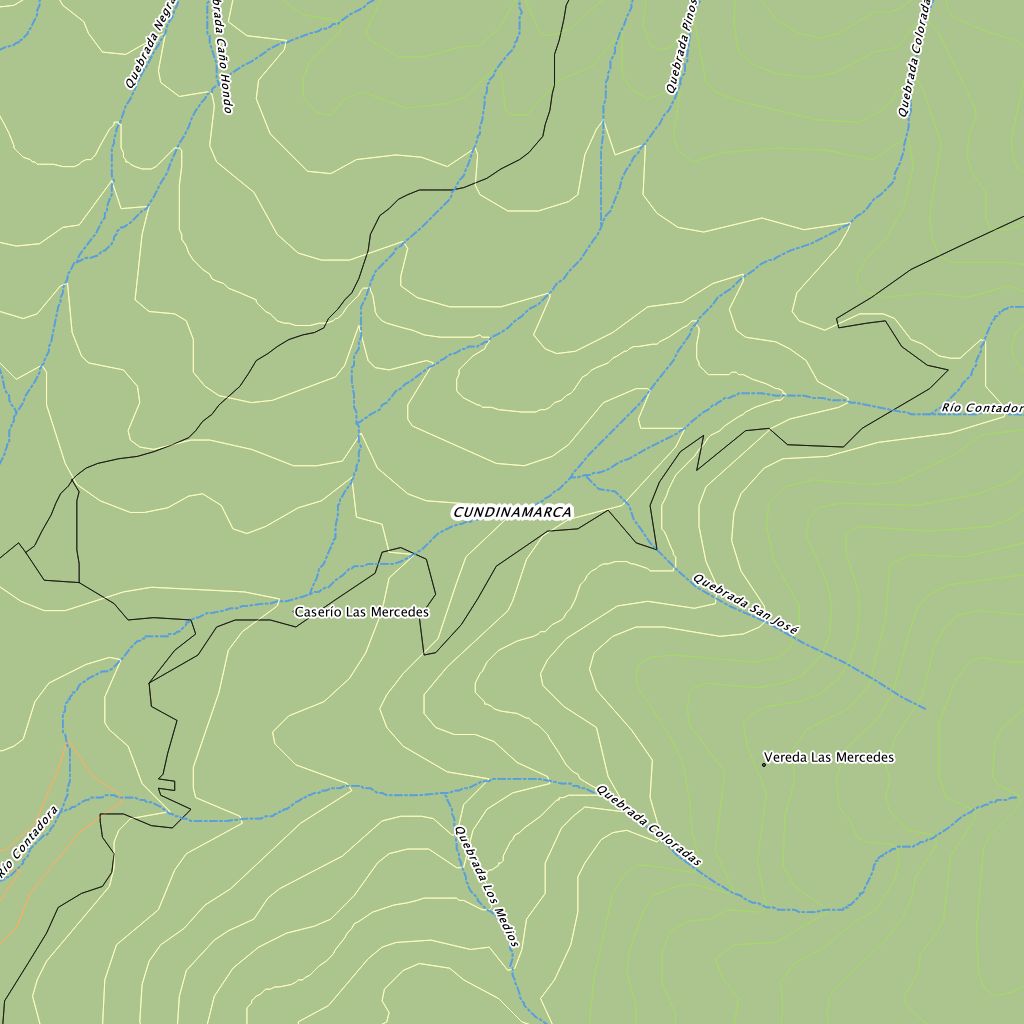 Quebrada Negra
brada Caño Hondo
Quebrada Pinos
Quebrada Colorada
Río Contador
CUNDINAMARCA
Quebrada San José
Caserío Las Mercedes
Vereda Las Mercedes
Quebrada Coloradas
Río Contadora
Quebrada Los Medios